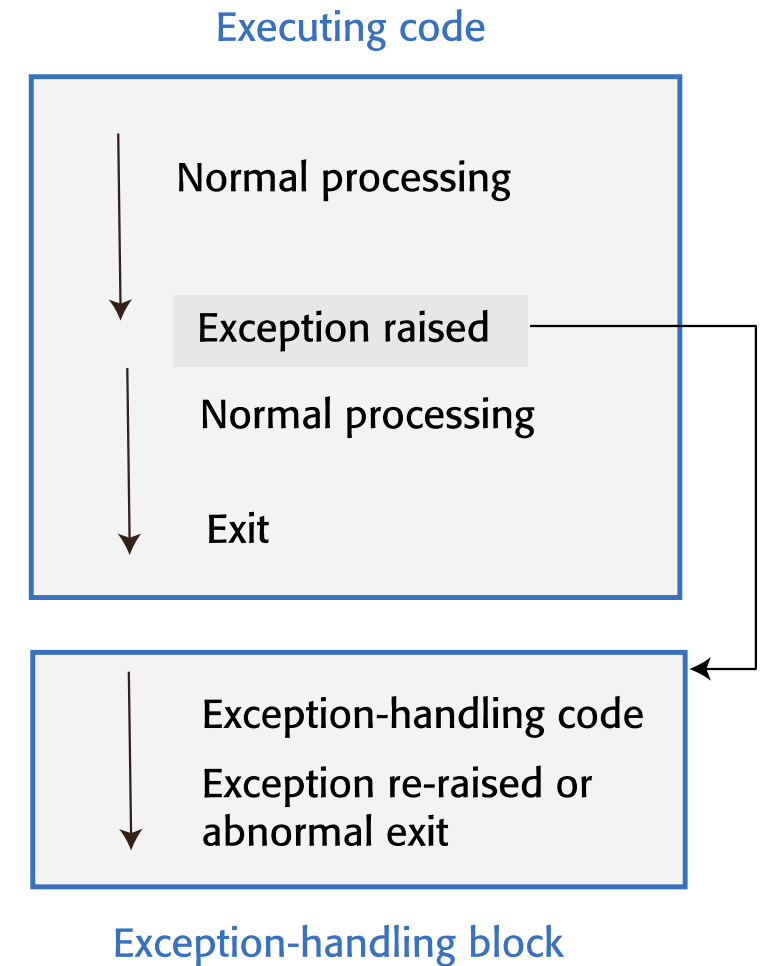 Executing code
Normal processing
Exception raised
Normal processing
Exit
Exception-handling code
Exception re-raised or
abnormal exit
Exception-handling block